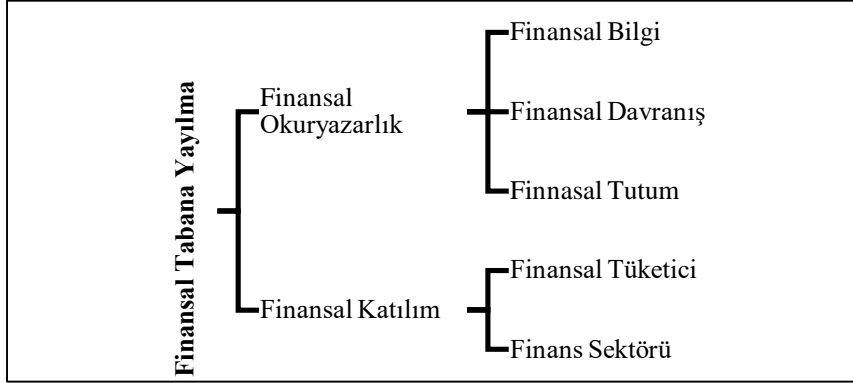 Finansal Tabana Yayılma
Finansal
Okuryazarlık
Finansal Bilgi
Finansal Davranış
Finnasal Tutum
Finansal Katılım
Finansal Tüketici
Finans Sektörü